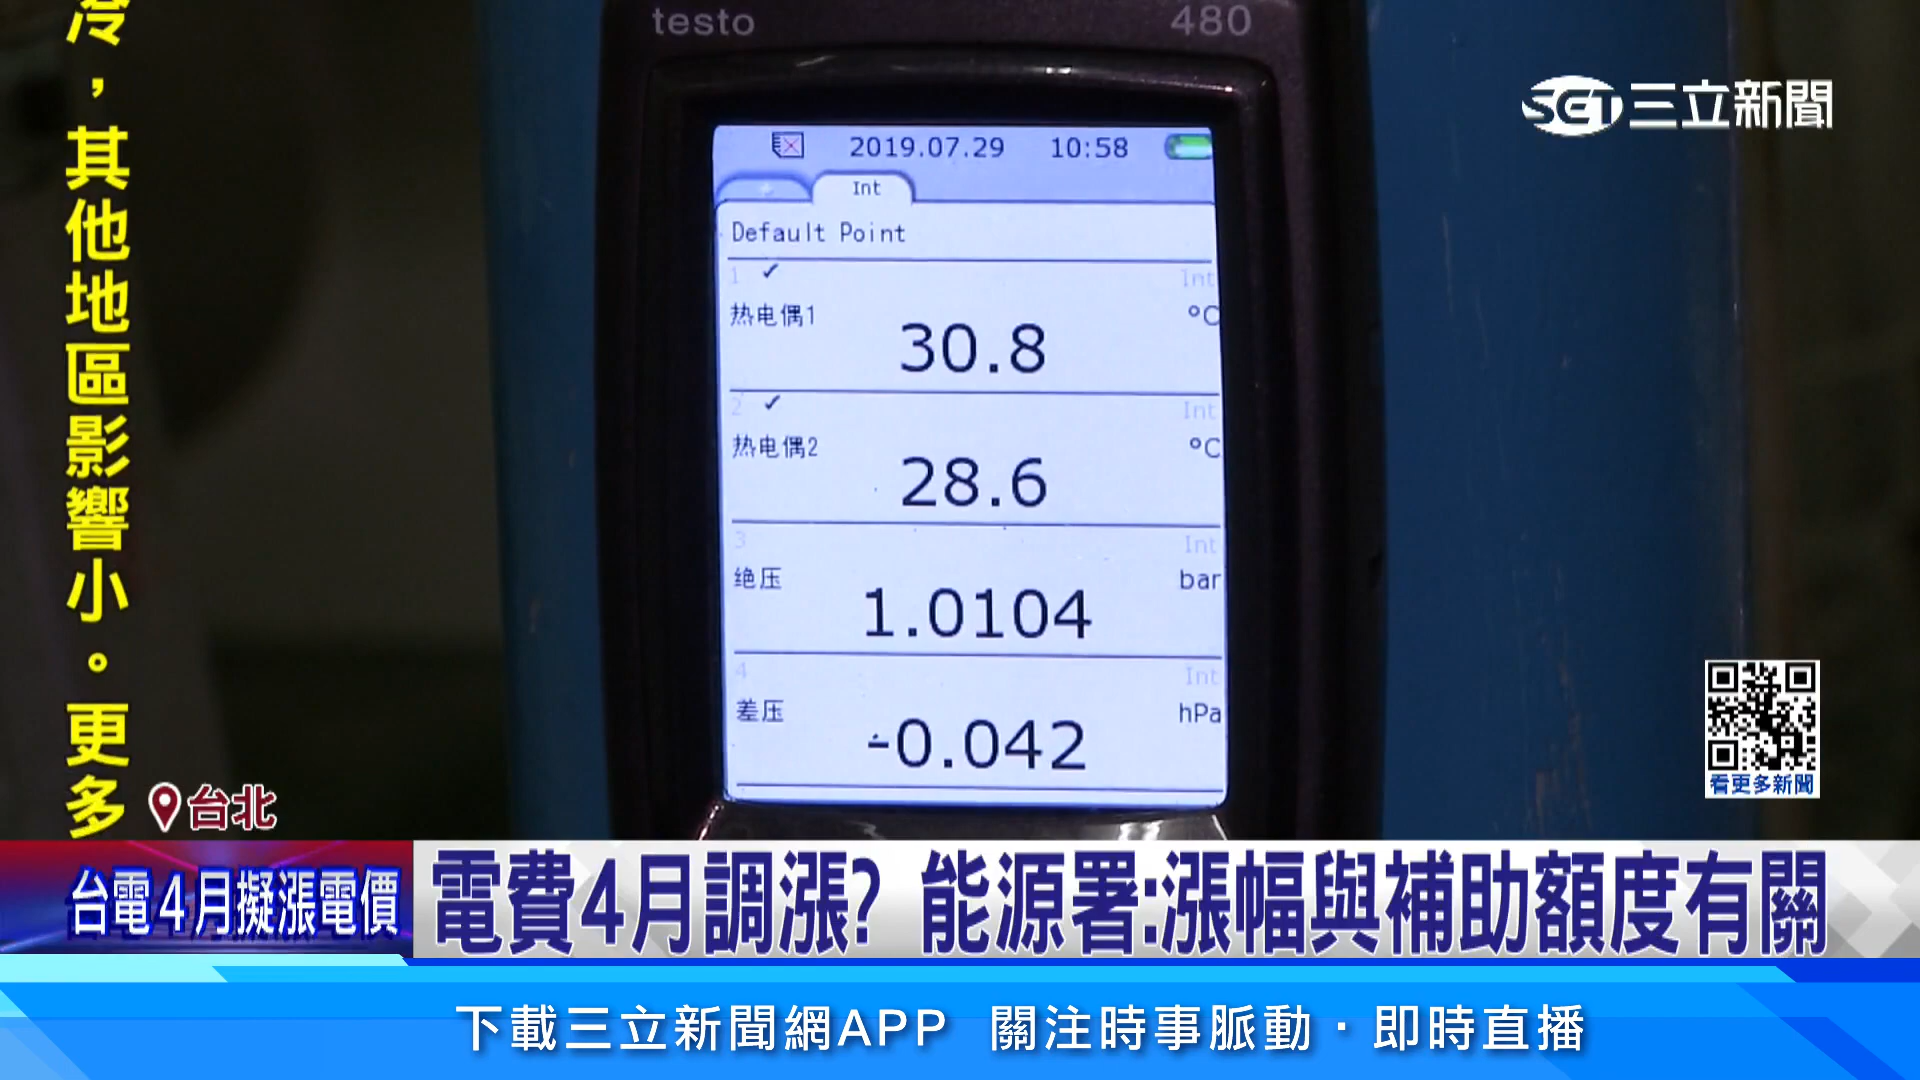 冷，其他地區影響小。更多
testo 480
SET三立新聞
2019.07.29 10:58
Int
Default Point
1 ✓ Int
热电偶1 °C
30.8
2 ✓ Int
热电偶2 °C
28.6
3 Int
绝压 bar
1.0104
4 Int
差压 hPa
-0.042
看更多新聞
台北
台電4月擬漲電價
電費4月調漲? 能源署:漲幅與補助額度有關
下載三立新聞網APP 關注時事脈動·即時直播